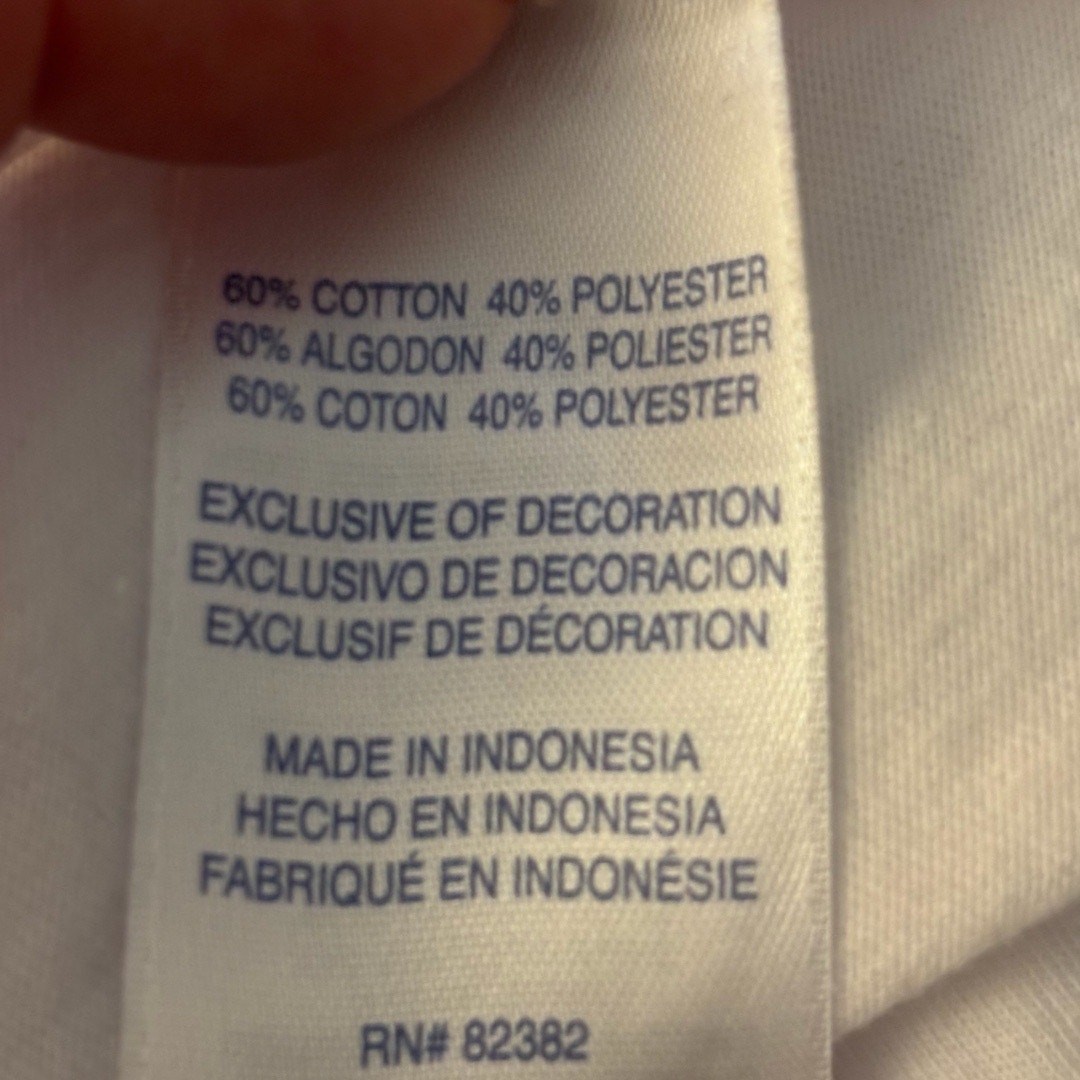 60% COTTON 40% POLYESTER
60% ALGODON 40% POLIESTER
60% COTON 40% POLYESTER
EXCLUSIVE OF DECORATION
EXCLUSIVO DE DECORACION
EXCLUSIF DE DÉCORATION
MADE IN INDONESIA
HECHO EN INDONESIA
FABRIQUÉ EN INDONÉSIE
RN# 82382